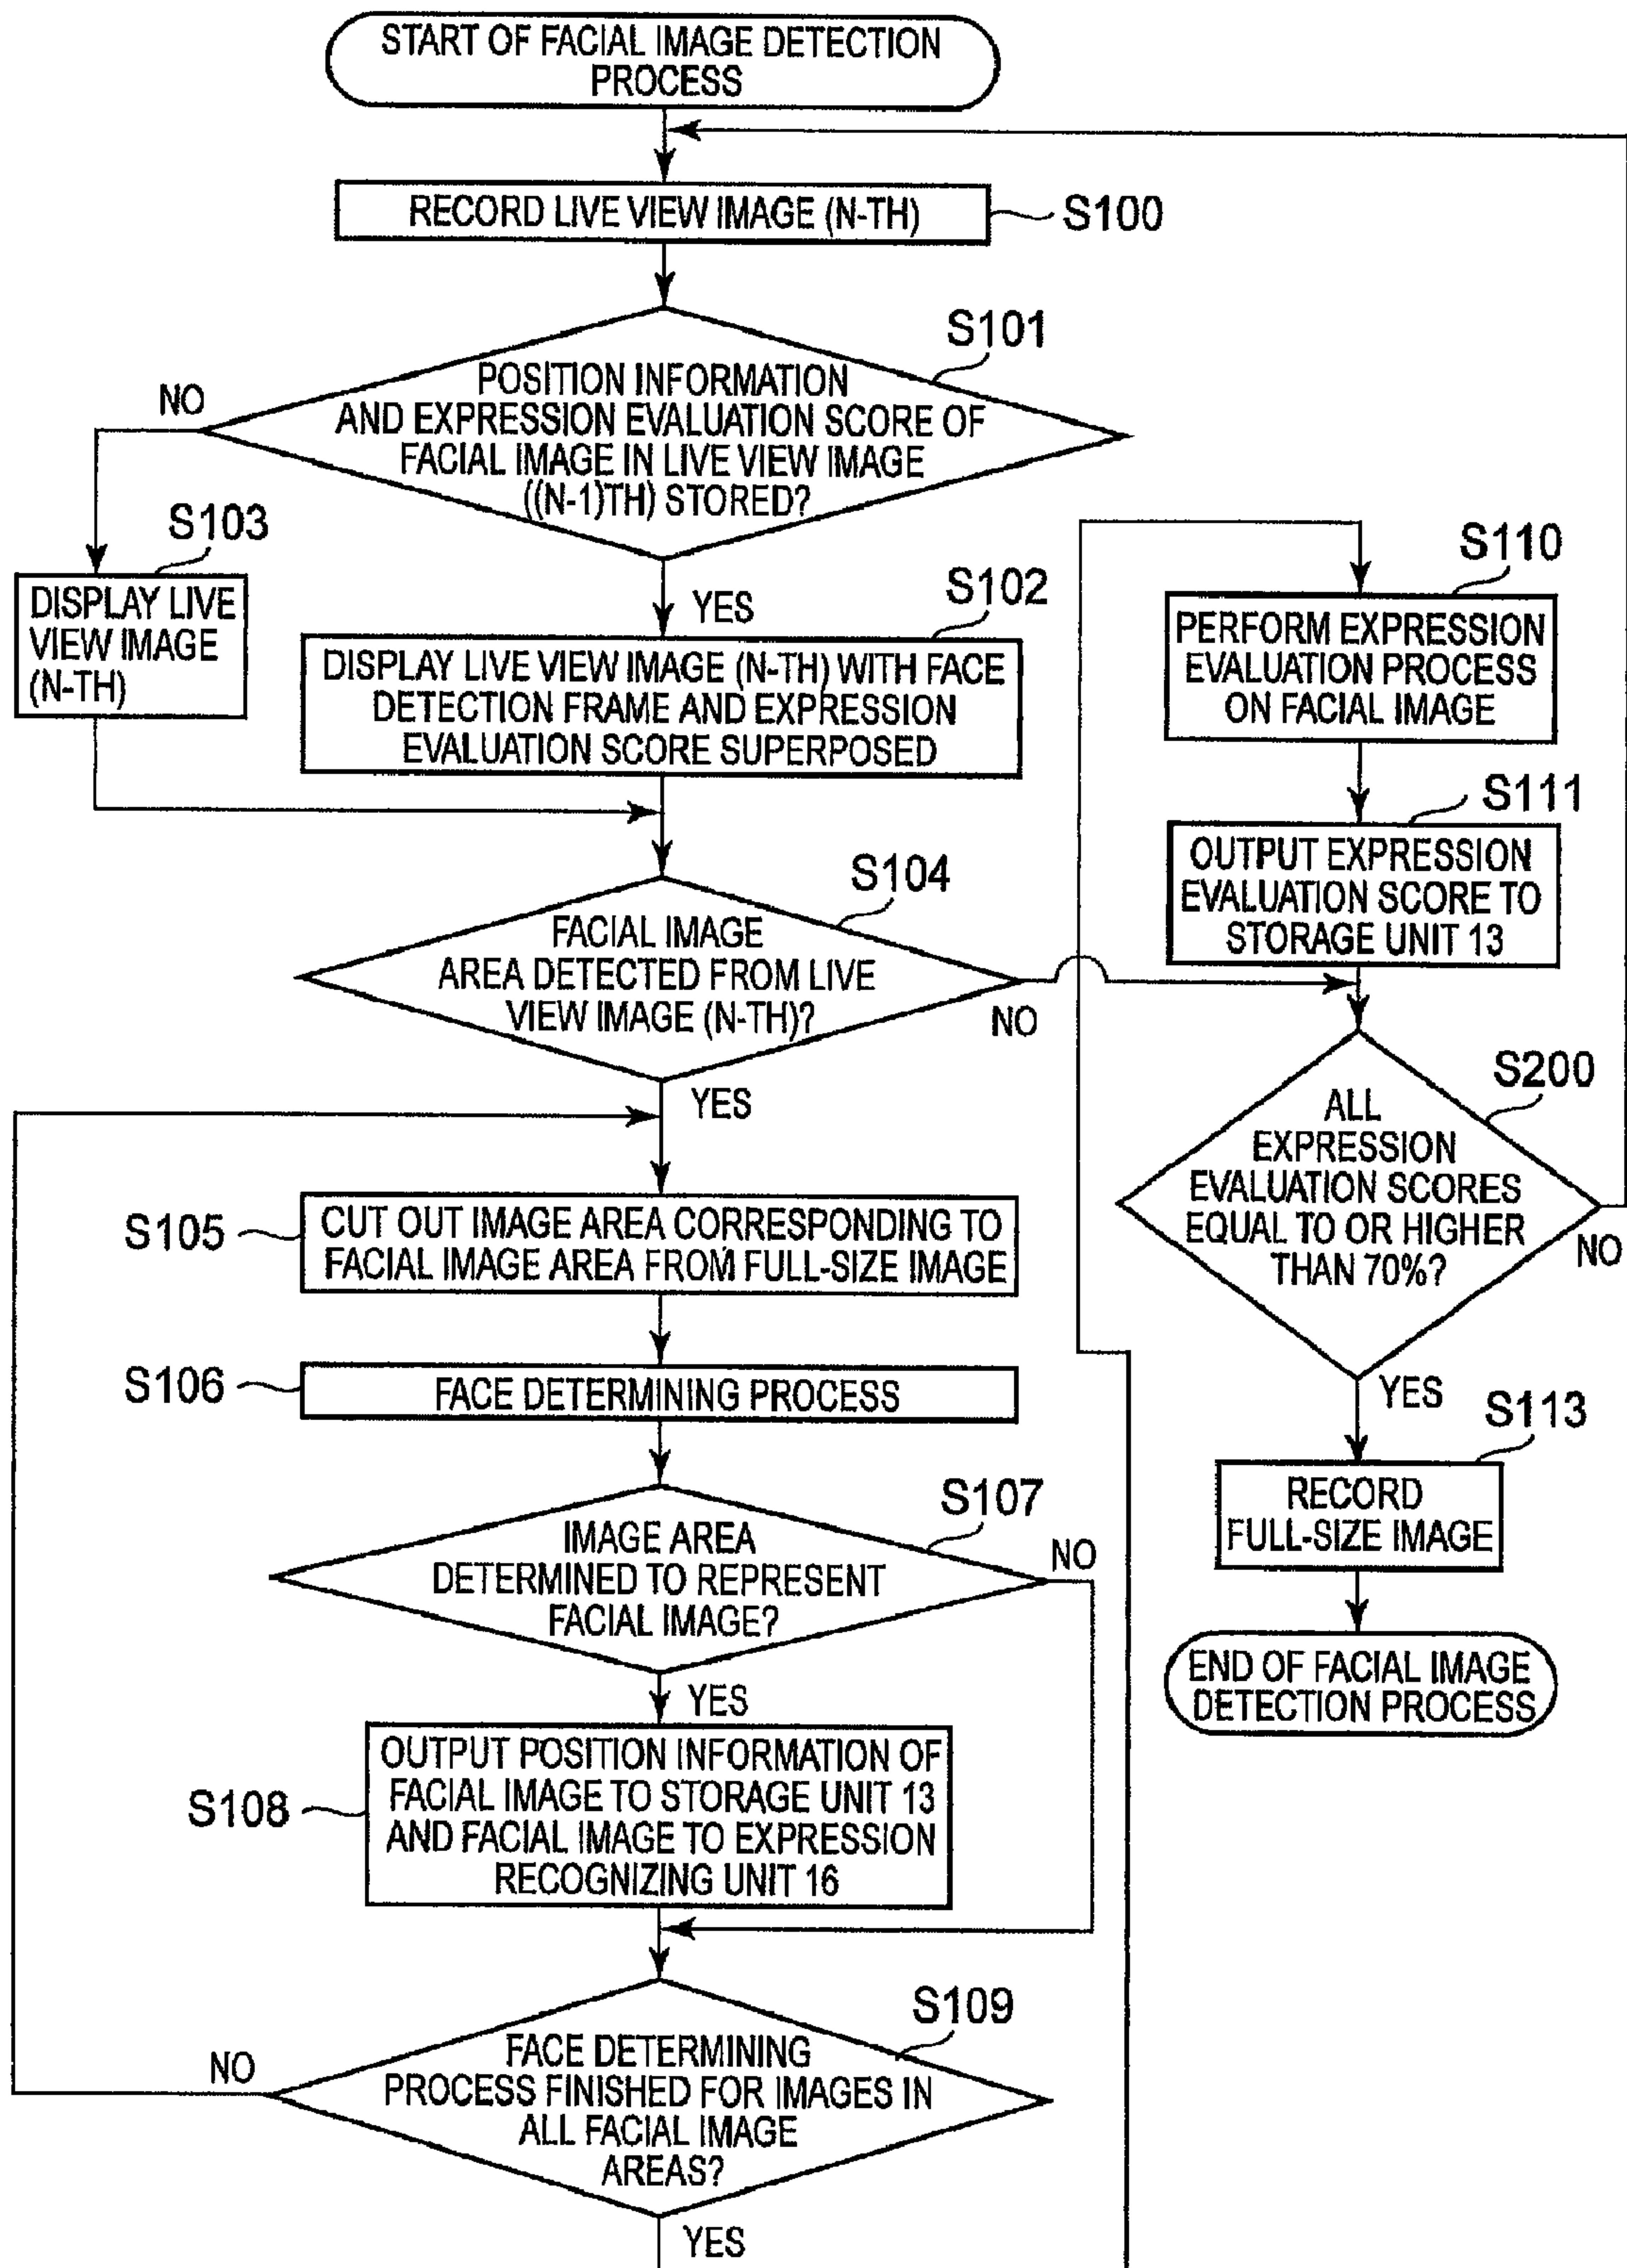 START OF FACIAL IMAGE DETECTION
PROCESS
RECORD LIVE VIEW IMAGE (N-TH)
S100
S101
POSITION INFORMATION
AND EXPRESSION EVALUATION SCORE OF
FACIAL IMAGE IN LIVE VIEW IMAGE
((N-1)TH) STORED?
NO
YES
S103
DISPLAY LIVE
VIEW IMAGE
(N-TH)
S102
DISPLAY LIVE VIEW IMAGE (N-TH) WITH FACE
DETECTION FRAME AND EXPRESSION
EVALUATION SCORE SUPERPOSED
S104
FACIAL IMAGE
AREA DETECTED FROM LIVE
VIEW IMAGE (N-TH)?
NO
YES
S105
CUT OUT IMAGE AREA CORRESPONDING TO
FACIAL IMAGE AREA FROM FULL-SIZE IMAGE
S106
FACE DETERMINING PROCESS
S107
IMAGE AREA
DETERMINED TO REPRESENT
FACIAL IMAGE?
NO
YES
S108
OUTPUT POSITION INFORMATION OF
FACIAL IMAGE TO STORAGE UNIT 13
AND FACIAL IMAGE TO EXPRESSION
RECOGNIZING UNIT 16
S109
FACE DETERMINING
PROCESS FINISHED FOR IMAGES IN
ALL FACIAL IMAGE
AREAS?
NO
YES
S110
PERFORM EXPRESSION
EVALUATION PROCESS
ON FACIAL IMAGE
S111
OUTPUT EXPRESSION
EVALUATION SCORE TO
STORAGE UNIT 13
S200
ALL
EXPRESSION
EVALUATION SCORES
EQUAL TO OR HIGHER
THAN 70%?
NO
YES
S113
RECORD
FULL-SIZE IMAGE
END OF FACIAL IMAGE
DETECTION PROCESS